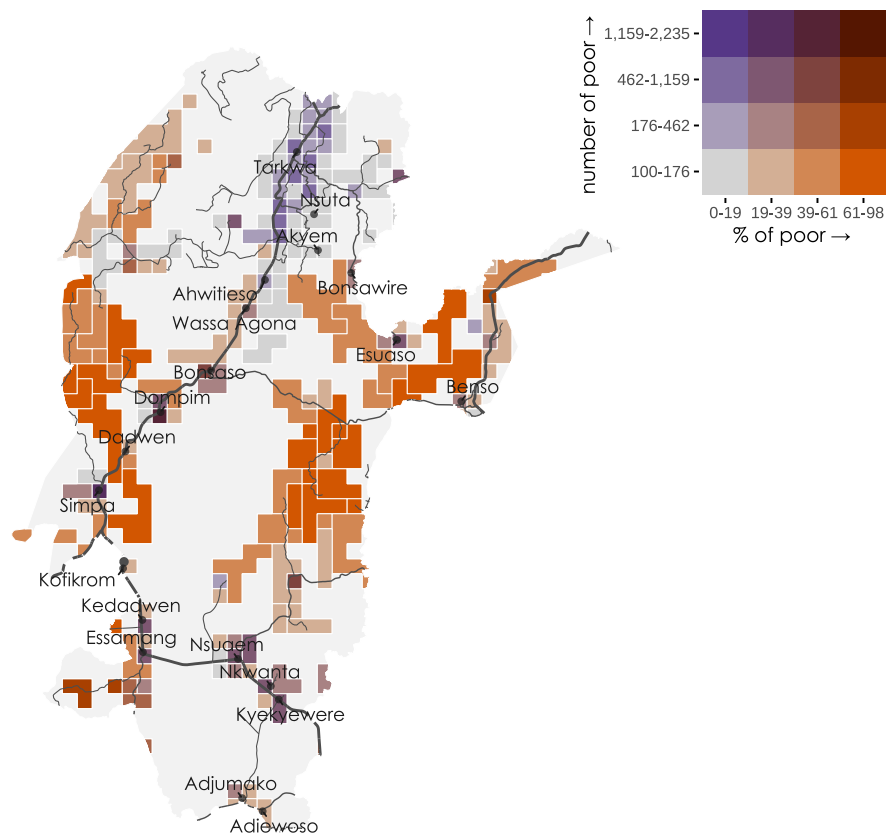 number of poor →
1,159-2,235
462-1,159
176-462
100-176
0-19 19-39 39-61 61-98
% of poor →
Tarkwa
Nsuta
Akyem
Ahwitieso
Bonsawire
Wassa Agona
Esuaso
Bonsaso
Benso
Dompim
Dadwen
Simpa
Kofikrom
Kedadwen
Essamang
Nsuaem
Nkwanta
Kyekyewere
Adjumako
Adiewoso